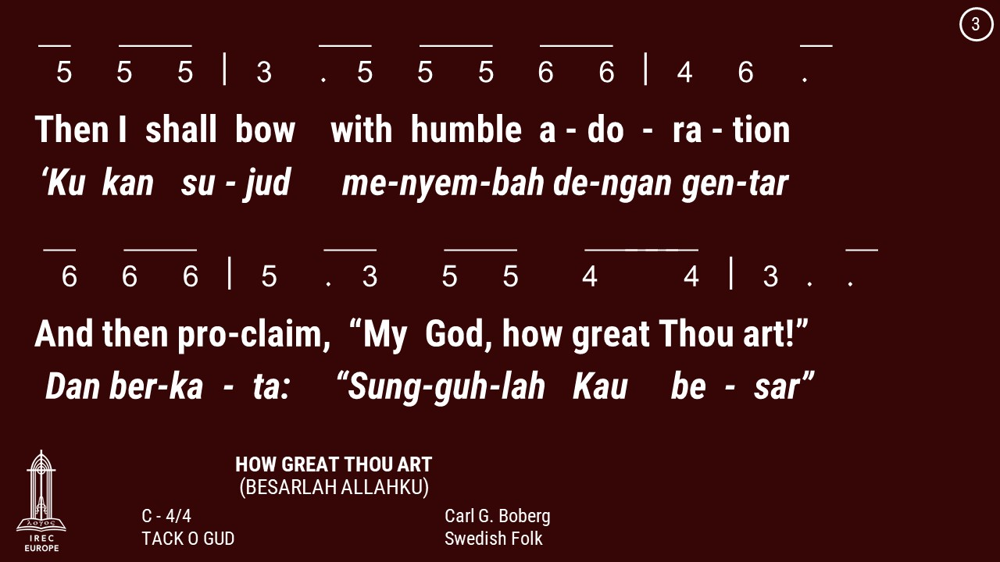 3
5 5 5 | 3 . 5 5 5 6 6 | 4 6 .
Then I shall bow with humble a - do - ra - tion
‘Ku kan su - jud me-nyem-bah de-ngan gen-tar
6 6 6 | 5 . 3 5 5 4 4 | 3 . .
And then pro-claim, “My God, how great Thou art!”
Dan ber-ka - ta: “Sung-guh-lah Kau be - sar”
HOW GREAT THOU ART
(BESARLAH ALLAHKU)
C - 4/4
TACK O GUD
Carl G. Boberg
Swedish Folk
λογος
IREC
EUROPE